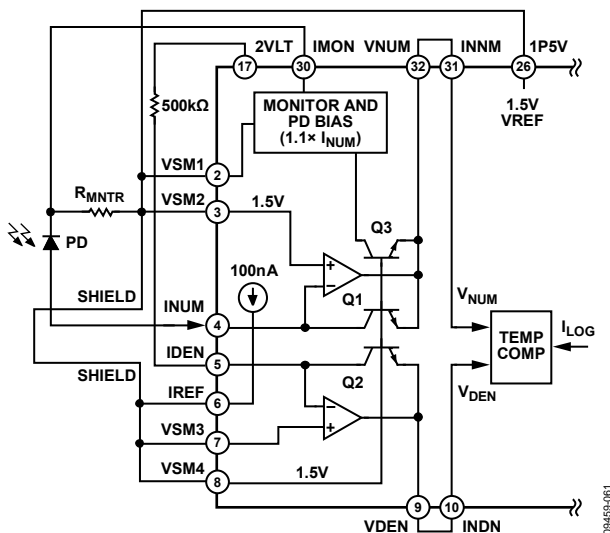 2VLT IMON VNUM INNM 1P5V
17 30 32 31 26
500kΩ
MONITOR AND
PD BIAS
(1.1× INUM)
1.5V
VREF
VSM1
2
RMNTR
VSM2
3
1.5V
Q3
PD
100nA
+
−
SHIELD
INUM
4
Q1
VNUM
IDEN
5
TEMP
COMP
ILOG
SHIELD
Q2
VDEN
IREF
6
−
+
VSM3
7
VSM4
8
1.5V
9 10
VDEN INDN
09459-061